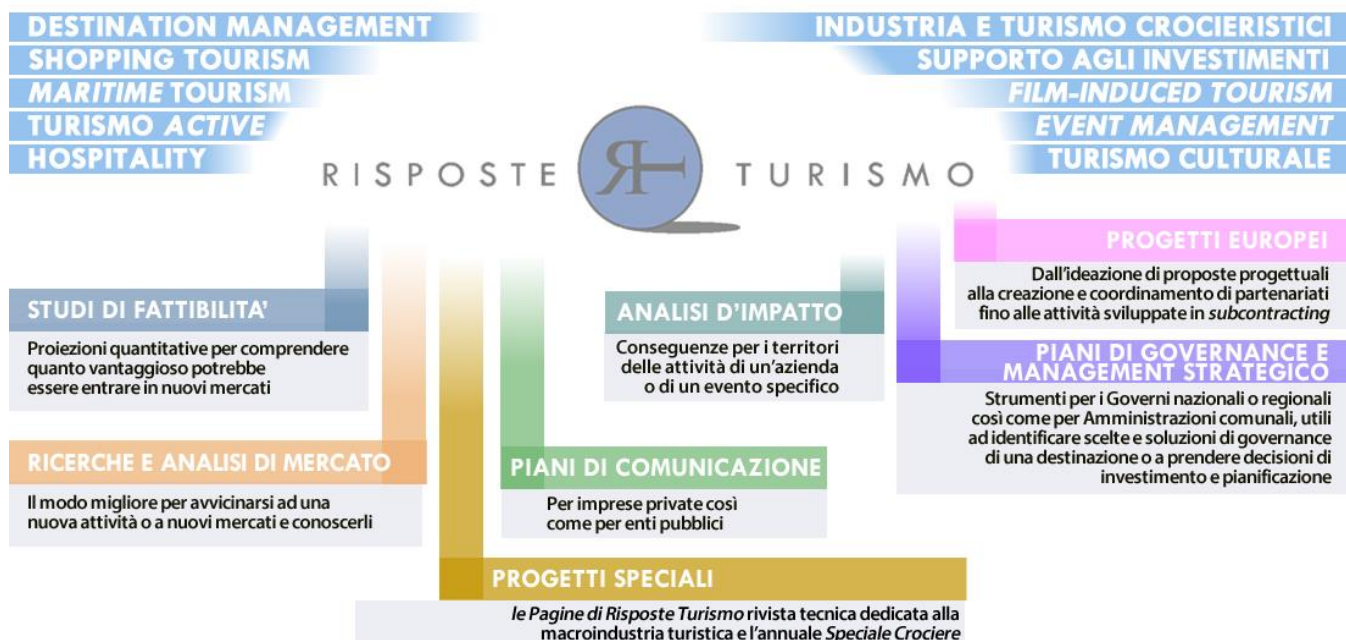 DESTINATION MANAGEMENT
SHOPPING TOURISM
MARITIME TOURISM
TURISMO ACTIVE
HOSPITALITY
INDUSTRIA E TURISMO CROCIERISTICI
SUPPORTO AGLI INVESTIMENTI
FILM-INDUCED TOURISM
EVENT MANAGEMENT
TURISMO CULTURALE
RISPOSTE RT TURISMO
STUDI DI FATTIBILITA'
Proiezioni quantitative per comprendere
quanto vantaggioso potrebbe
essere entrare in nuovi mercati
RICERCHE E ANALISI DI MERCATO
Il modo migliore per avvicinarsi ad una
nuova attività o a nuovi mercati e conoscerli
PROGETTI SPECIALI
le Pagine di Risposte Turismo rivista tecnica dedicata alla
macroindustria turistica e l'annuale Speciale Crociere
PIANI DI COMUNICAZIONE
Per imprese private così
come per enti pubblici
ANALISI D'IMPATTO
Conseguenze per i territori
delle attività di un'azienda
o di un evento specifico
PROGETTI EUROPEI
Dall'ideazione di proposte progettuali
alla creazione e coordinamento di partenariati
fino alle attività sviluppate in subcontracting
PIANI DI GOVERNANCE E
MANAGEMENT STRATEGICO
Strumenti per i Governi nazionali o regionali
così come per Amministrazioni comunali, utili
ad identificare scelte e soluzioni di governance
di una destinazione o a prendere decisioni di
investimento e pianificazione